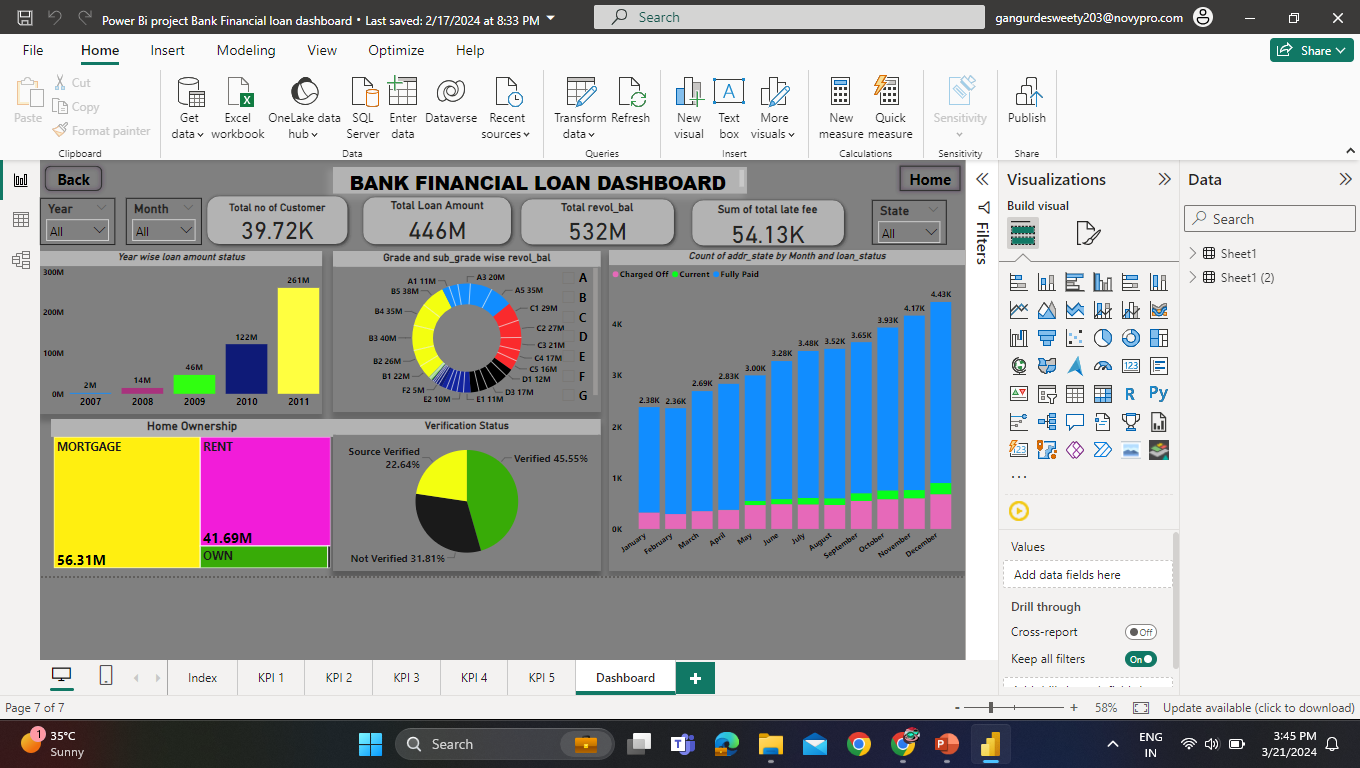 Power Bi project Bank Financial loan dashboard • Last saved: 2/17/2024 at 8:33 PM
Search
gangurdesweety203@novypro.com
File
Home
Insert
Modeling
View
Optimize
Help
Share
Paste
Cut
Copy
Format painter
Get data
Excel workbook
OneLake data hub
SQL Server
Enter data
Dataverse
Recent sources
Transform data
Refresh
New visual
Text box
More visuals
New measure
Quick measure
Sensitivity
Publish
Clipboard
Data
Queries
Insert
Calculations
Sensitivity
Share
Back
BANK FINANCIAL LOAN DASHBOARD
Home
Year
All
Month
All
Total no of Customer
39.72K
Total Loan Amount
446M
Total revol_bal
532M
Sum of total late fee
54.13K
State
All
Year wise loan amount status
300M
200M
100M
0M
2M
14M
46M
122M
261M
2007
2008
2009
2010
2011
Grade and sub_grade wise revol_bal
A1 11M
A3 20M
B5 38M
A5 35M
B4 35M
C1 29M
C2 27M
B3 40M
C3 21M
C4 17M
B2 26M
C5 16M
B1 22M
D1 12M
F2 5M
D3 17M
E2 10M
E1 11M
A
B
C
D
E
F
G
Count of addr_state by Month and loan_status
Charged Off
Current
Fully Paid
4K
3K
2K
1K
0K
2.38K
2.36K
2.69K
2.83K
3.00K
3.28K
3.48K
3.52K
3.65K
3.93K
4.17K
4.43K
January
February
March
April
May
June
July
August
September
October
November
December
Home Ownership
MORTGAGE
56.31M
RENT
41.69M
OWN
Verification Status
Source Verified
22.64%
Verified 45.55%
Not Verified 31.81%
Filters
Visualizations
Build visual
123
R
Py
123
...
Values
Add data fields here
Drill through
Cross-report
Off
Keep all filters
On
Data
Search
Sheet1
Sheet1 (2)
Index
KPI 1
KPI 2
KPI 3
KPI 4
KPI 5
Dashboard
+
Page 7 of 7
-
+
58%
Update available (click to download)
1
35°C
Sunny
Search
ENG
IN
3:45 PM
3/21/2024